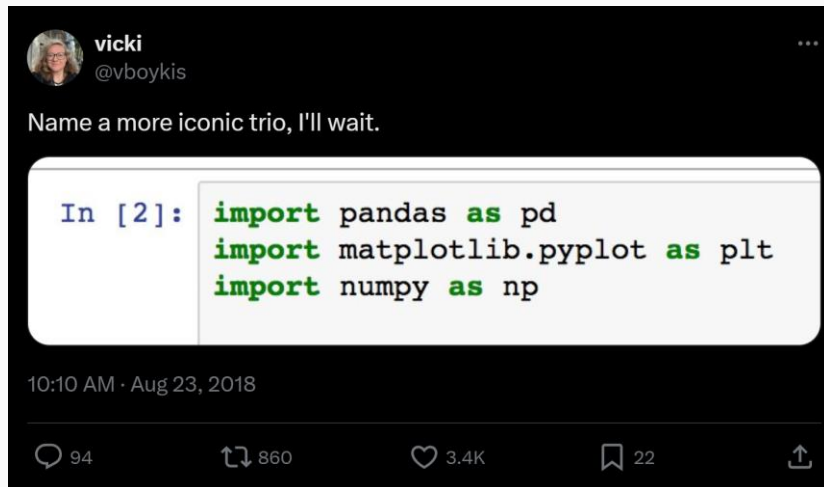 vicki
@vboykis
Name a more iconic trio, I'll wait.
In [2]: import pandas as pd
import matplotlib.pyplot as plt
import numpy as np
10:10 AM · Aug 23, 2018
94 860 3.4K 22